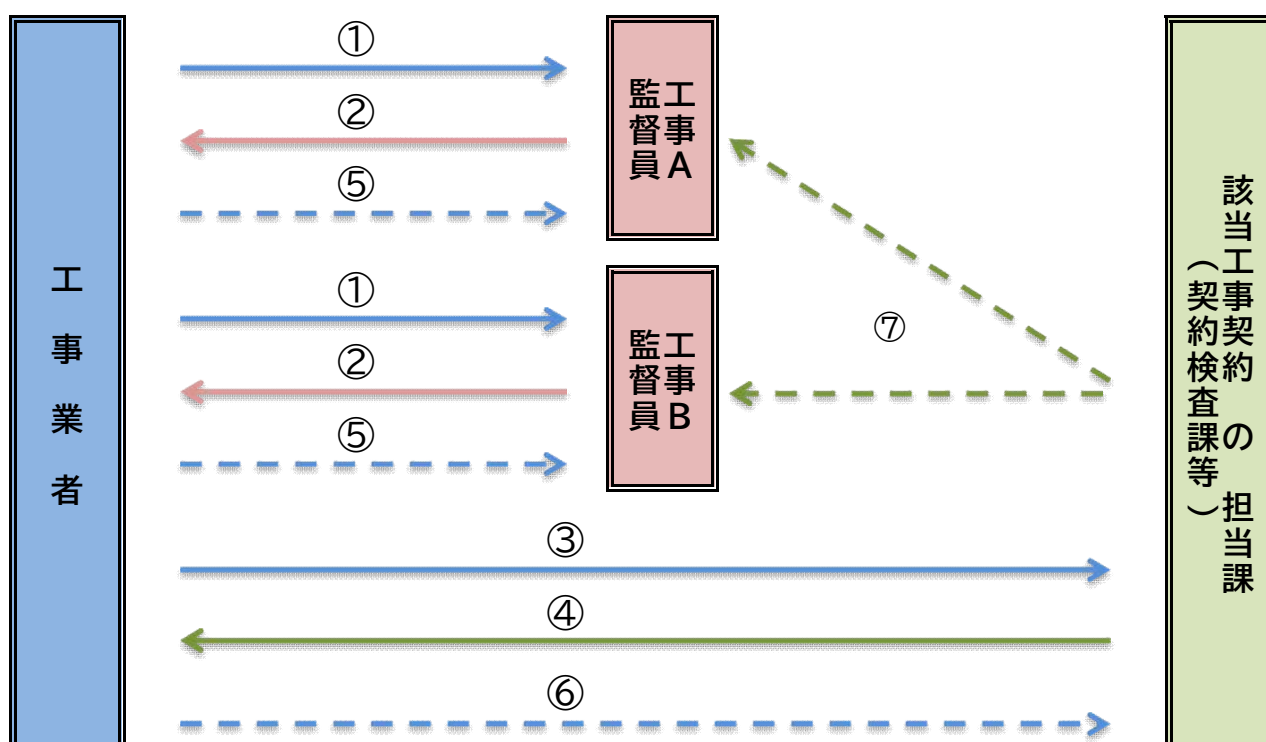 工事業者
①
②
⑤
工事A
監督員
①
②
⑤
工事B
監督員
⑦
③
④
⑥
該当工事契約 の 担当課
（契約検査課等）